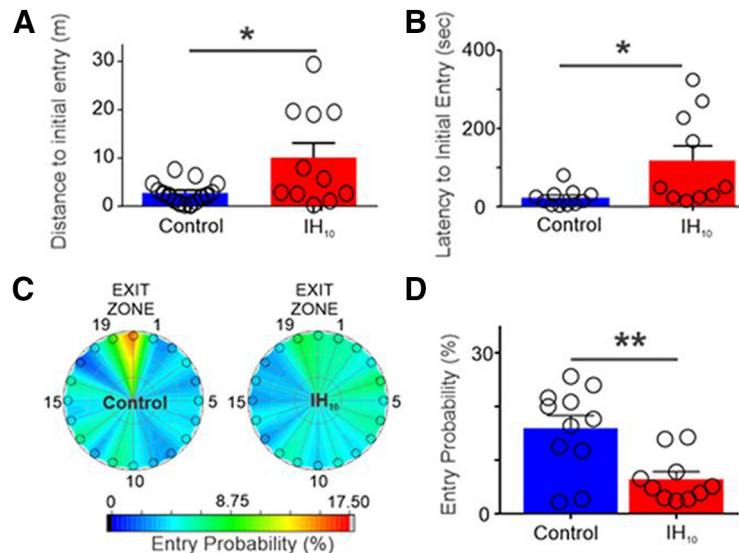 A
Distance to initial entry (m)
30
20
10
0
*
Control
IH10
B
Latency to Initial Entry (sec)
400
200
0
*
Control
IH10
C
EXIT
ZONE
19
1
15
5
10
Control
EXIT
ZONE
19
1
15
5
10
IH10
0
8.75
17.50
Entry Probability (%)
D
Entry Probability (%)
30
0
**
Control
IH10